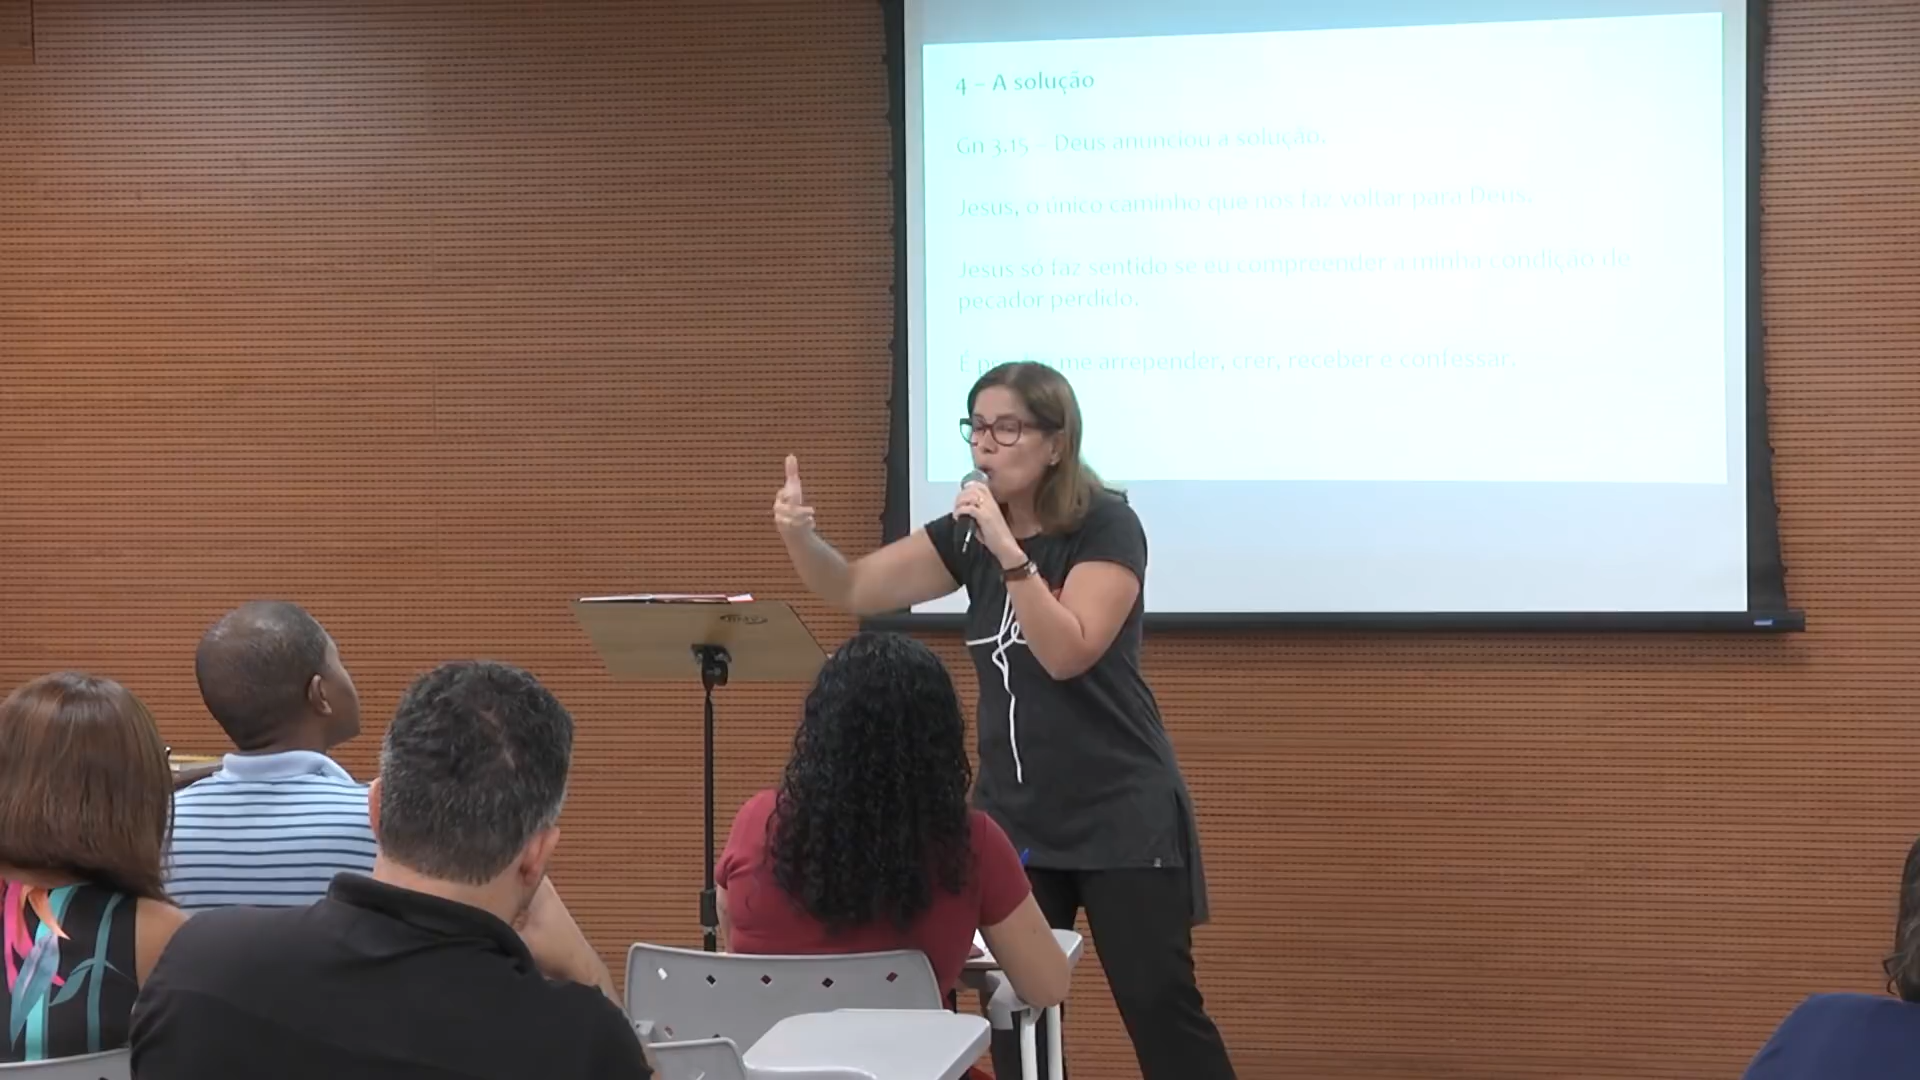 4 – A solução
Gn 3.15 – Deus anunciou a solução.
Jesus, o único caminho que nos faz voltar para Deus.
Jesus só faz sentido se eu compreender a minha condição de
pecador perdido.
É me arrepender, crer, receber e confessar.